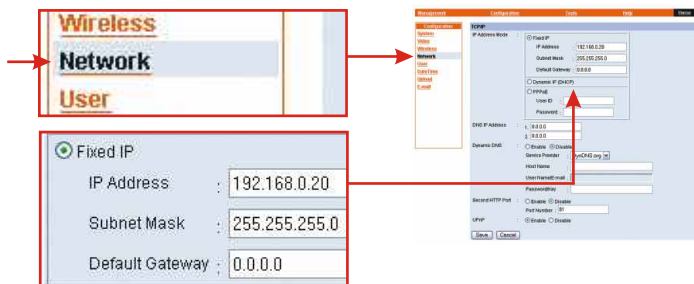 Wireless
Network
User
Fixed IP
IP Address : 192.168.0.20
Subnet Mask : 255.255.255.0
Default Gateway : 0.0.0.0
Management Configuration Tools Help
Configuration
System
Video
Wireless
Network
User
Date/Time
Upload
E-mail
TCP/IP
IP Address Mode :
Fixed IP
IP Address : 192.168.0.20
Subnet Mask : 255.255.255.0
Default Gateway : 0.0.0.0
Dynamic IP (DHCP)
PPPoE
User ID :
Password :
DNS IP Address : 1. 0.0.0.0
2. 0.0.0.0
Dynamic DNS : Enable Disable
Service Provider : DynDNS.org
Host Name :
User Name/E-mail :
Password/Key :
Second HTTP Port : Enable Disable
Port Number : 81
UPnP : Enable Disable
Save Cancel